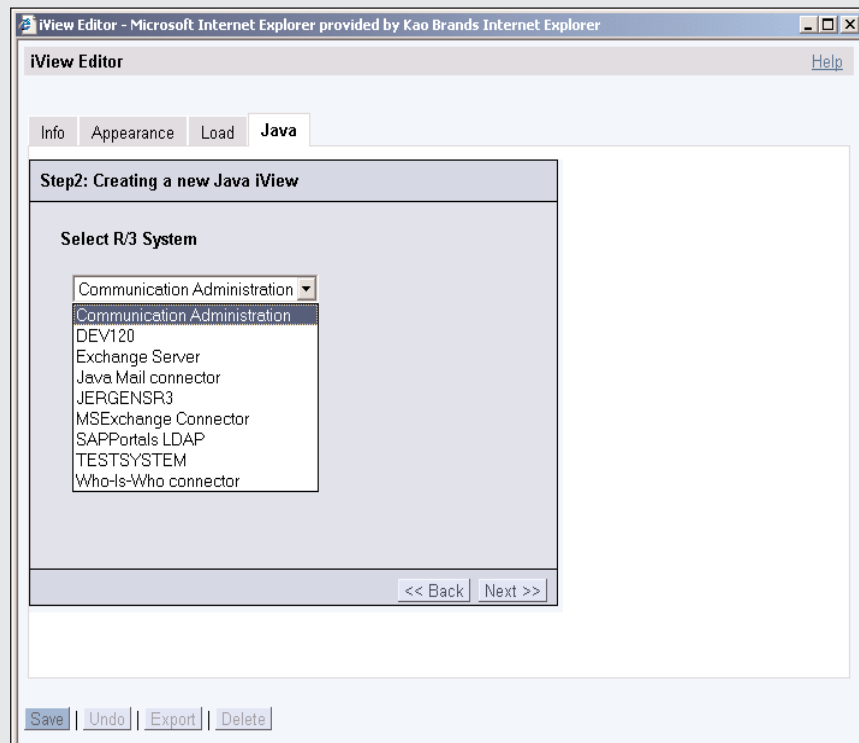 iView Editor - Microsoft Internet Explorer provided by Kao Brands Internet Explorer
iView Editor Help
Info Appearance Load Java
Step2: Creating a new Java iView
Select R/3 System
Communication Administration
Communication Administration
DEV120
Exchange Server
Java Mail connector
JERGENSR3
MSExchange Connector
SAPPortals LDAP
TESTSYSTEM
Who-Is-Who connector
<< Back Next >>
Save | Undo | Export | Delete